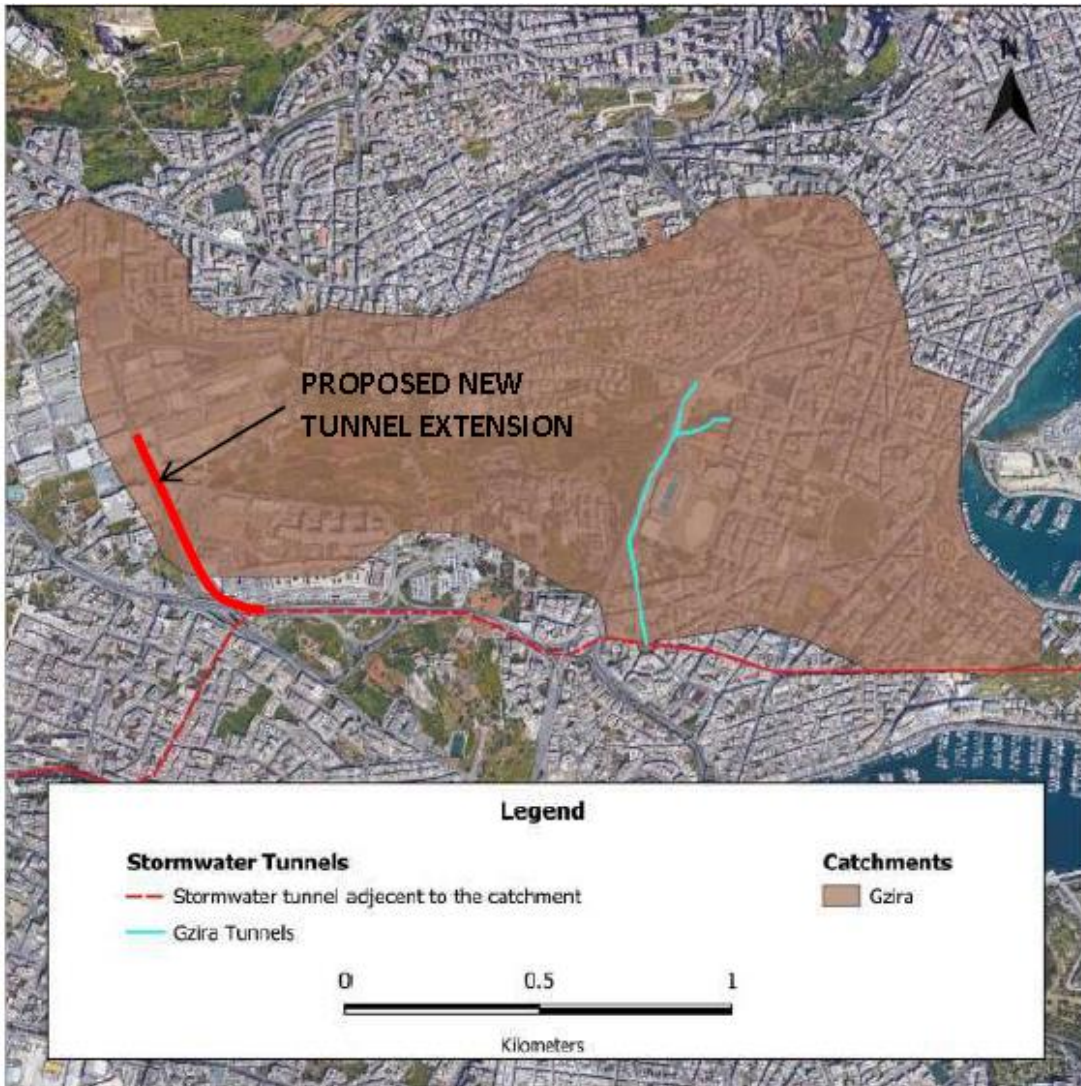 N
PROPOSED NEW
TUNNEL EXTENSION
Legend
Stormwater Tunnels
Stormwater tunnel adjecent to the catchment
Gzira Tunnels
Catchments
Gzira
0 0.5 1
Kilometers